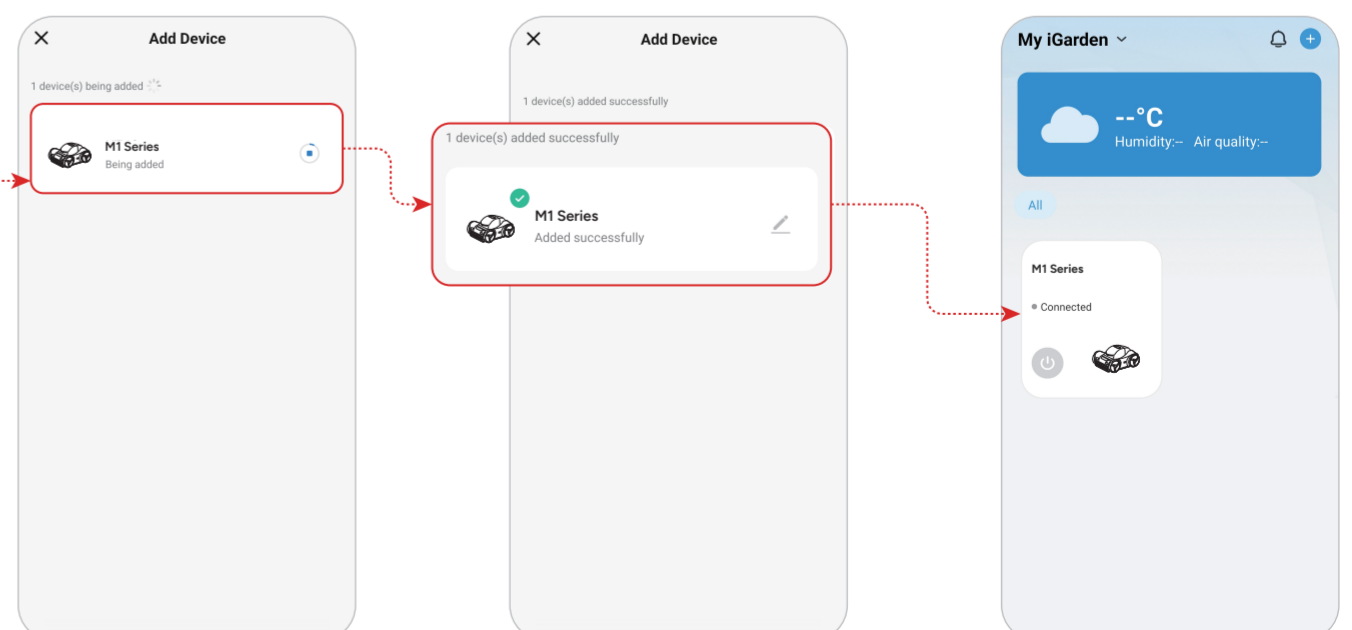 Add Device
1 device(s) being added
M1 Series
Being added
Add Device
1 device(s) added successfully
1 device(s) added successfully
M1 Series
Added successfully
My iGarden
--°C
Humidity:-- Air quality:--
All
M1 Series
Connected